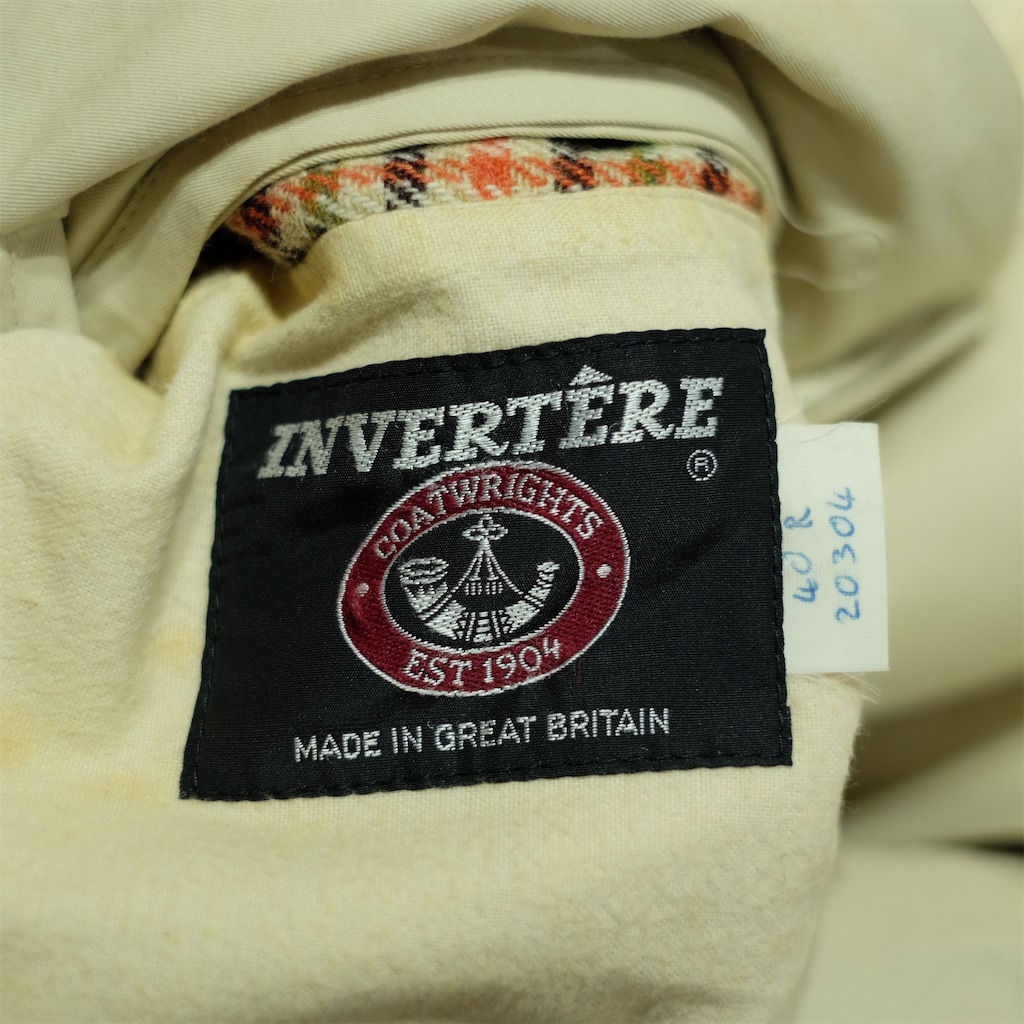 INVERTÊRE
®
COATWRIGHTS
EST 1904
MADE IN GREAT BRITAIN
40 R
20304